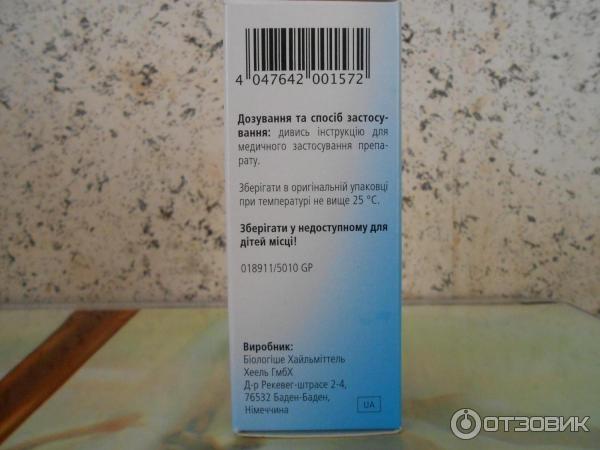 4 047642 001572
Дозування та спосіб застосу-
вання: дивись інструкцію для
медичного застосування препа-
рату.
Зберігати в оригінальній упаковці
при температурі не вище 25 °C.
Зберігати у недоступному для
дітей місці!
018911/5010 GP
Виробник:
Біологіше Хайльміттель
Хеель ГмбХ
Д-р Рекевег-штрасе 2-4,
76532 Баден-Баден,
Німеччина
UA
ОТЗОВИК